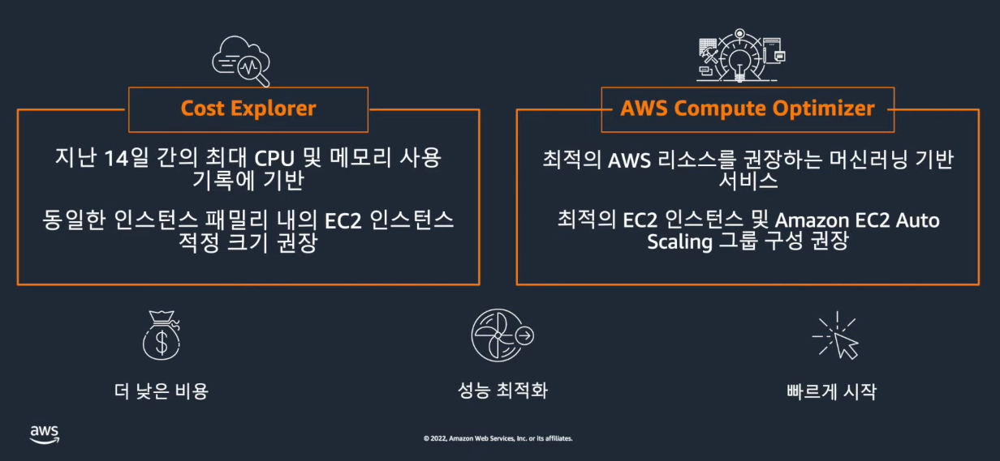 Cost Explorer
지난 14일 간의 최대 CPU 및 메모리 사용
기록에 기반
동일한 인스턴스 패밀리 내의 EC2 인스턴스
적정 크기 권장
AWS Compute Optimizer
최적의 AWS 리소스를 권장하는 머신러닝 기반
서비스
최적의 EC2 인스턴스 및 Amazon EC2 Auto
Scaling 그룹 구성 권장
더 낮은 비용
성능 최적화
빠르게 시작
aws
© 2022, Amazon Web Services, Inc. or its affiliates.